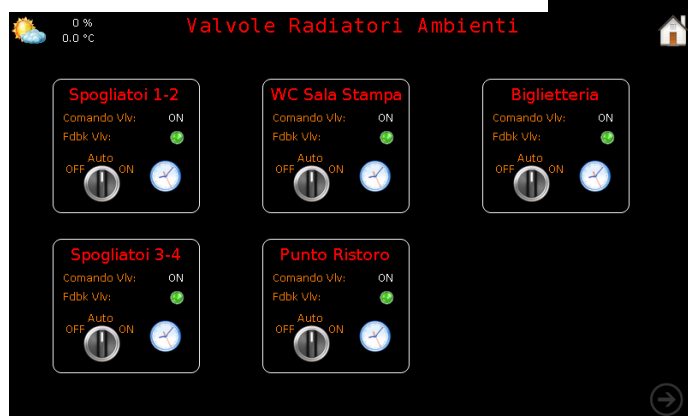 0 %
0.0 °C
Valvole Radiatori Ambienti
Spogliatoi 1-2
Comando Vlv: ON
Fdbk Vlv:
Auto
OFF ON
WC Sala Stampa
Comando Vlv: ON
Fdbk Vlv:
Auto
OFF ON
Biglietteria
Comando Vlv: ON
Fdbk Vlv:
Auto
OFF ON
Spogliatoi 3-4
Comando Vlv: ON
Fdbk Vlv:
Auto
OFF ON
Punto Ristoro
Comando Vlv: ON
Fdbk Vlv:
Auto
OFF ON